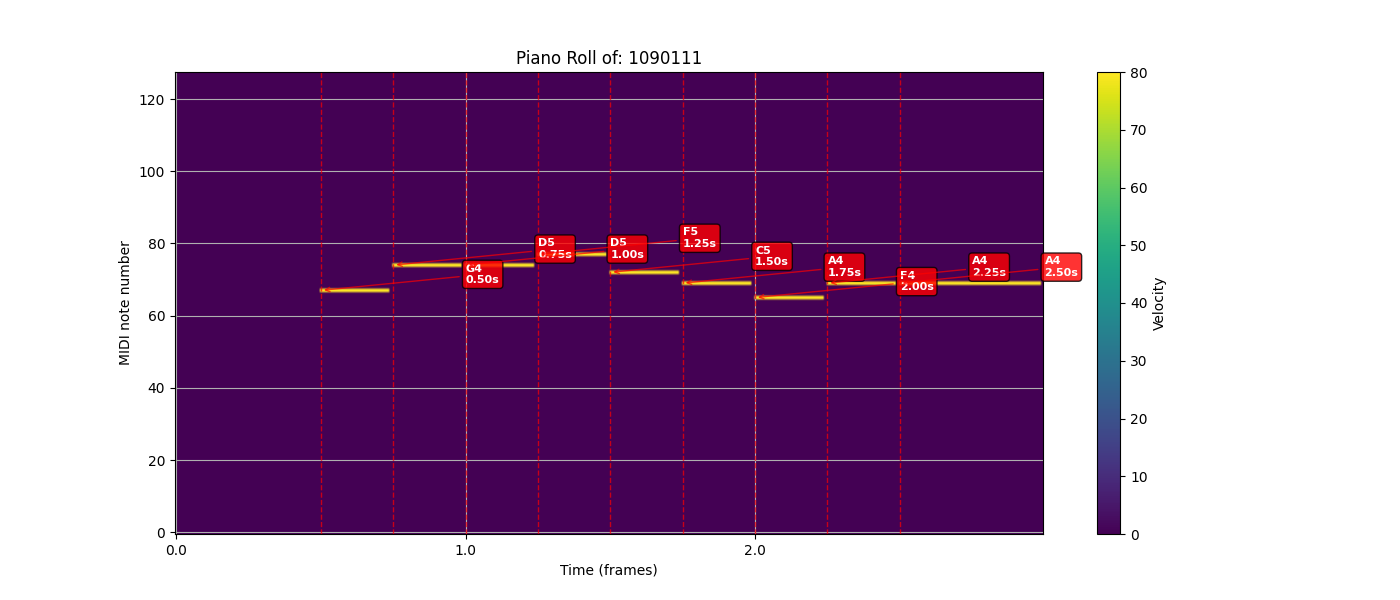 Piano Roll of: 1090111
MIDI note number
120
100
80
60
40
20
0
G4
0.50s
D5
0.75s
D5
1.00s
F5
1.25s
C5
1.50s
A4
1.75s
F4
2.00s
A4
2.25s
A4
2.50s
0.0
1.0
2.0
Time (frames)
80
70
60
50
40
30
20
10
0
Velocity